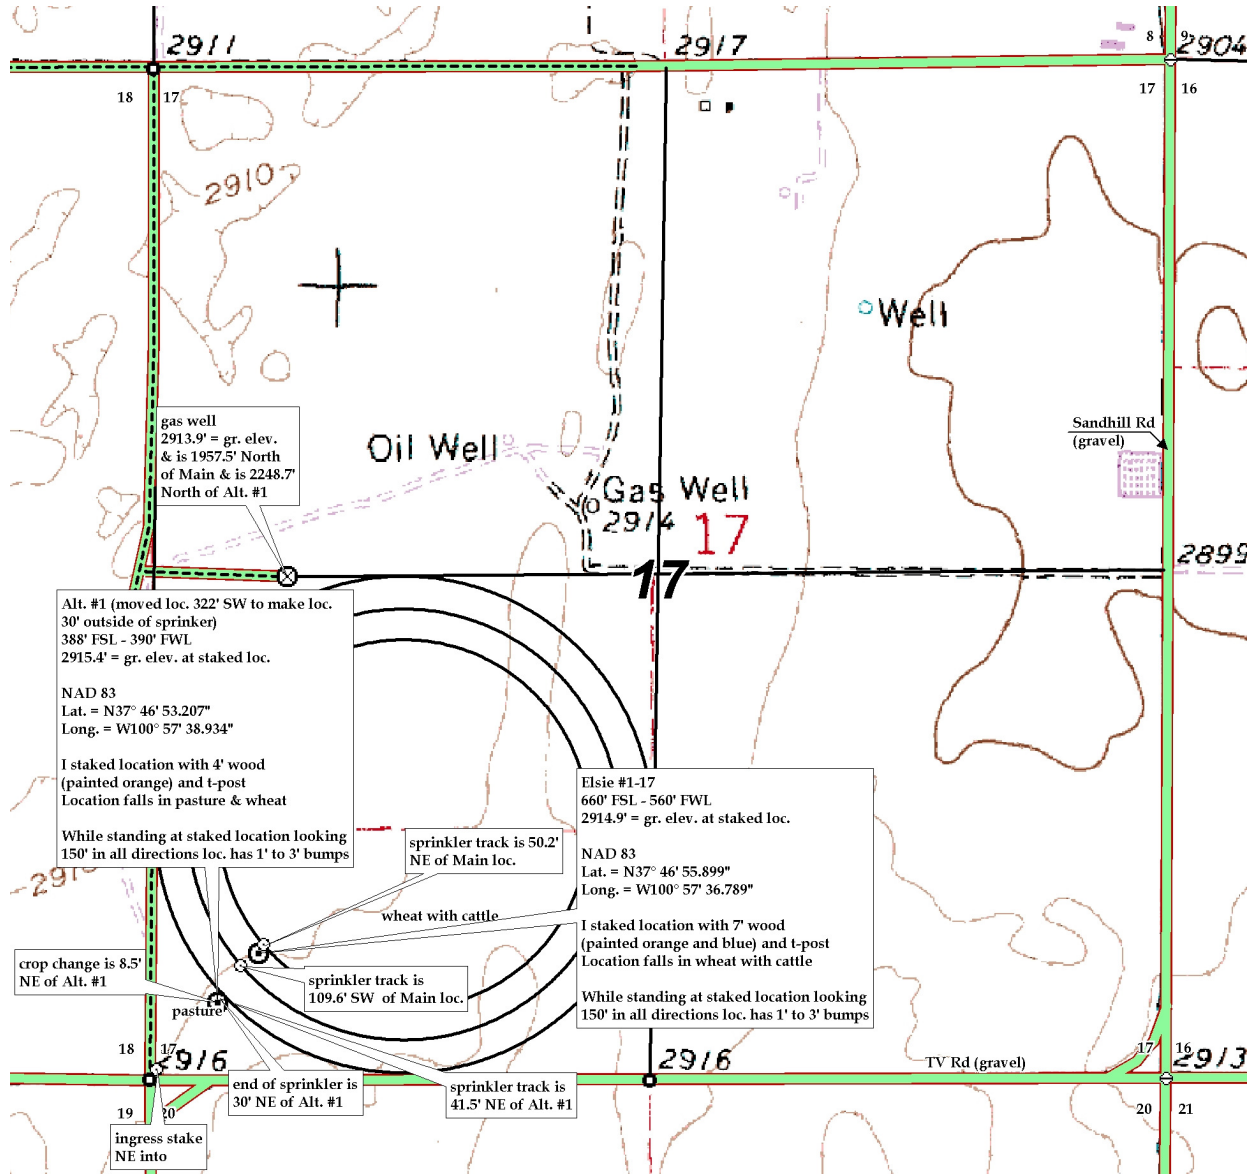 2911
2917
8
9
2904
18
17
17
16
2910
Well
Sandhill Rd
(gravel)
gas well
2913.9' = gr. elev.
& is 1957.5' North
of Main & is 2248.7'
North of Alt. #1
Oil Well
Gas Well
2914
17
17
2899
Alt. #1 (moved loc. 322' SW to make loc.
30' outside of sprinker)
388' FSL - 390' FWL
2915.4' = gr. elev. at staked loc.
NAD 83
Lat. = N37° 46' 53.207"
Long. = W100° 57' 38.934"
I staked location with 4' wood
(painted orange) and t-post
Location falls in pasture & wheat
While standing at staked location looking
150' in all directions loc. has 1' to 3' bumps
Elsie #1-17
660' FSL - 560' FWL
2914.9' = gr. elev. at staked loc.
NAD 83
Lat. = N37° 46' 55.899"
Long. = W100° 57' 36.789"
I staked location with 7' wood
(painted orange and blue) and t-post
Location falls in wheat with cattle
While standing at staked location looking
150' in all directions loc. has 1' to 3' bumps
sprinkler track is 50.2'
NE of Main loc.
wheat with cattle
crop change is 8.5'
NE of Alt. #1
sprinkler track is
109.6' SW of Main loc.
pasture
18
17
2916
2916
TV Rd (gravel)
17
16
2913
end of sprinkler is
30' NE of Alt. #1
sprinkler track is
41.5' NE of Alt. #1
19
20
20
21
ingress stake
NE into